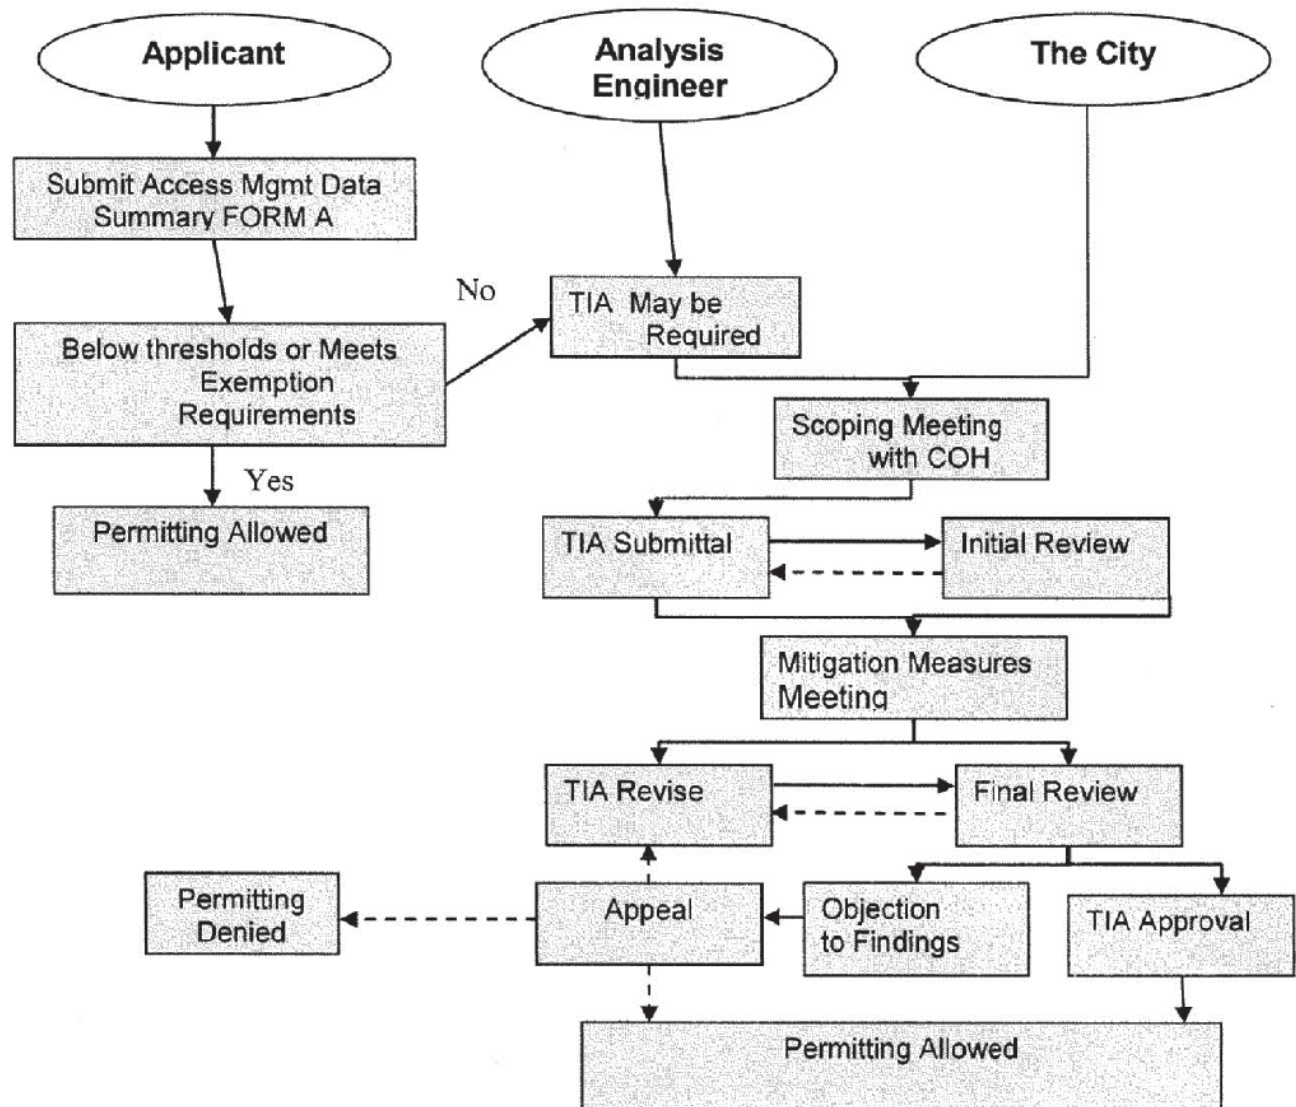 Applicant
Analysis
Engineer
The City
Submit Access Mgmt Data
Summary FORM A
No
TIA May be
Required
Below thresholds or Meets
Exemption
Requirements
Scoping Meeting
with COH
Yes
Permitting Allowed
TIA Submittal
Initial Review
Mitigation Measures
Meeting
TIA Revise
Final Review
Permitting
Denied
Appeal
Objection
to Findings
TIA Approval
Permitting Allowed